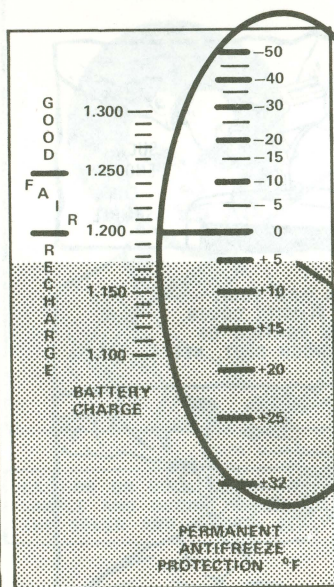 GOOD
FAIR
RECHARGE
1.300
1.250
1.200
1.150
1.100
BATTERY
CHARGE
-50
-40
-30
-20
-15
-10
- 5
0
+ 5
+10
+15
+20
+25
+32
PERMANENT
ANTIFREEZE
PROTECTION °F